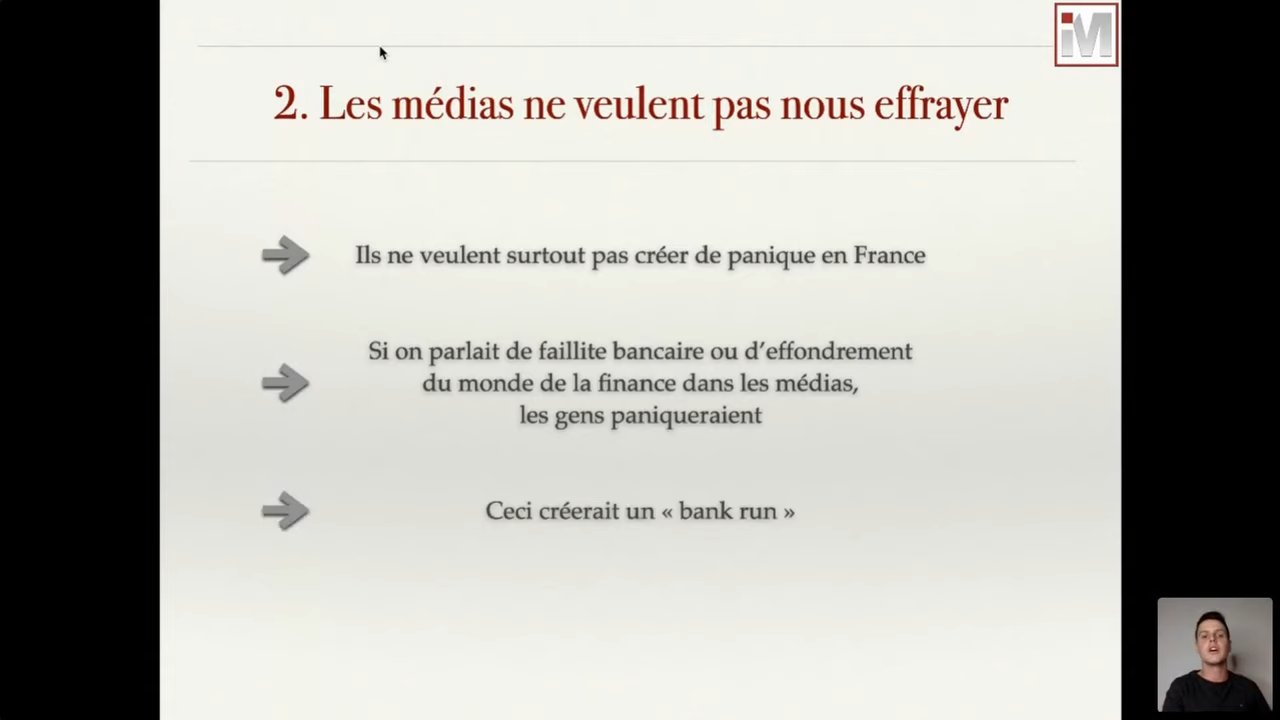 iM
2. Les médias ne veulent pas nous effrayer
Ils ne veulent surtout pas créer de panique en France
Si on parlait de faillite bancaire ou d’effondrement
du monde de la finance dans les médias,
les gens paniqueraient
Ceci créerait un « bank run »